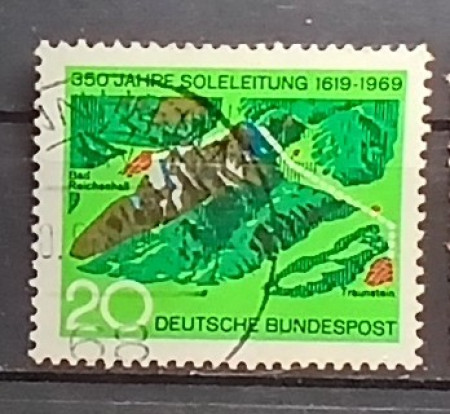 350 JAHRE SOLELEITUNG 1619-1969
Bad
Reichenhall
Traunstein
20
DEUTSCHE BUNDESPOST